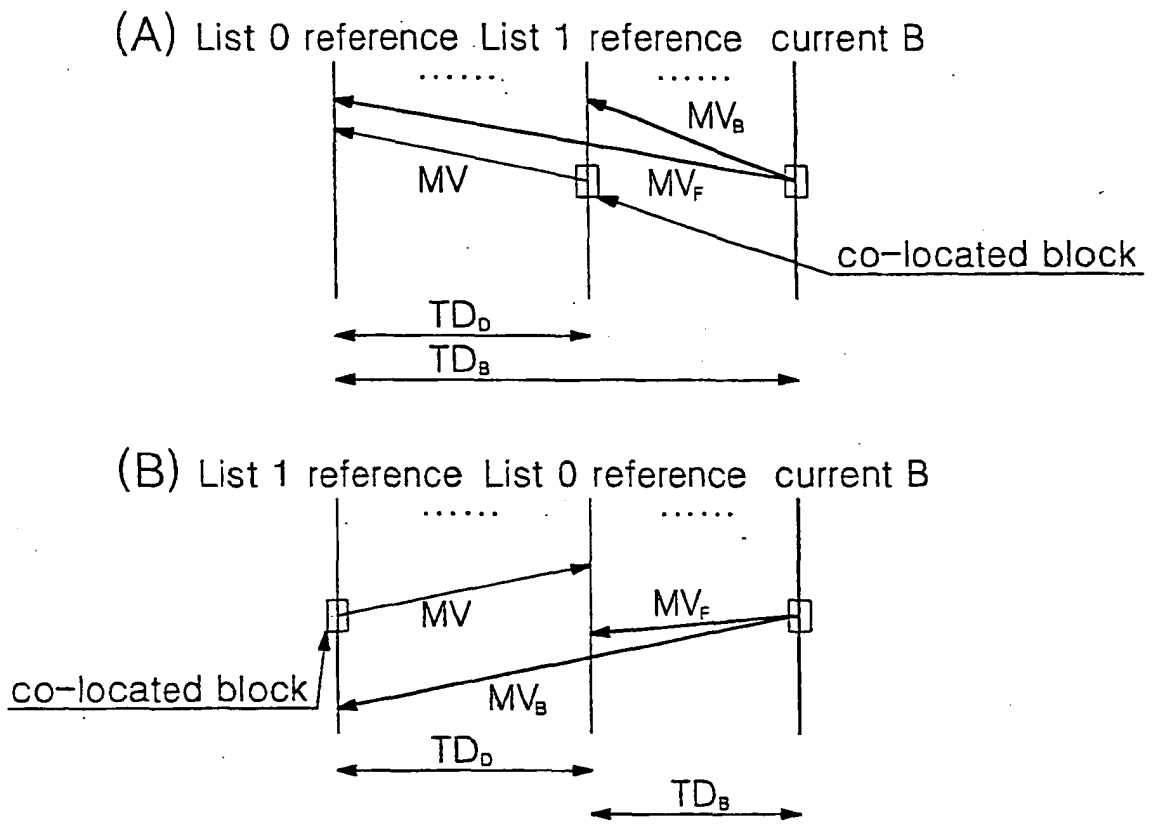 (A) List 0 reference List 1 reference current B
...... ......
MV_B
MV MV_F
co-located block
TD_D
TD_B
(B) List 1 reference List 0 reference current B
...... ......
MV MV_F
co-located block
MV_B
TD_D
TD_B